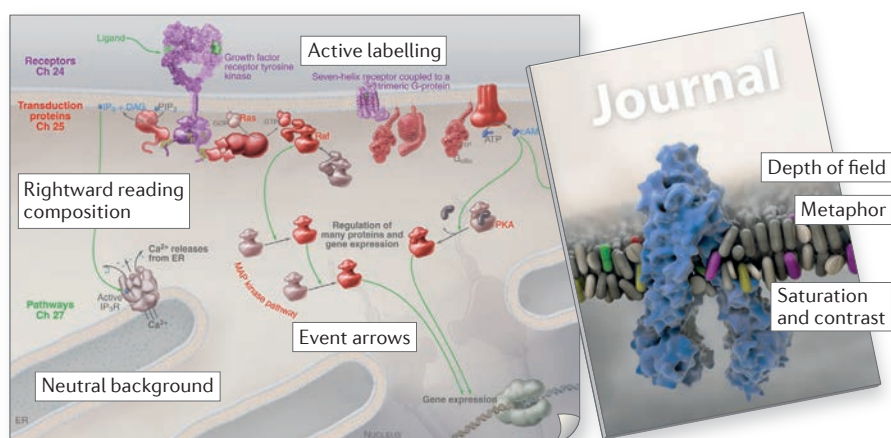 Ligand
Receptors
Ch 24
Growth factor
receptor tyrosine
kinase
Active labelling
Seven-helix receptor coupled to a
trimeric G-protein
Transduction
proteins
Ch 25
IP₃ + DAG
PIP₂
GDP
Ras
GTP
Raf
ATP
cAM
Rightward reading
composition
Ca²⁺ releases
from ER
Regulation of
many proteins and
gene expression
PKA
MAP kinase pathway
Pathways
Ch 27
Active
IP₃R
Ca²⁺
Event arrows
Neutral background
Gene expression
ER
NUCLEUS
Journal
Depth of field
Metaphor
Saturation
and contrast